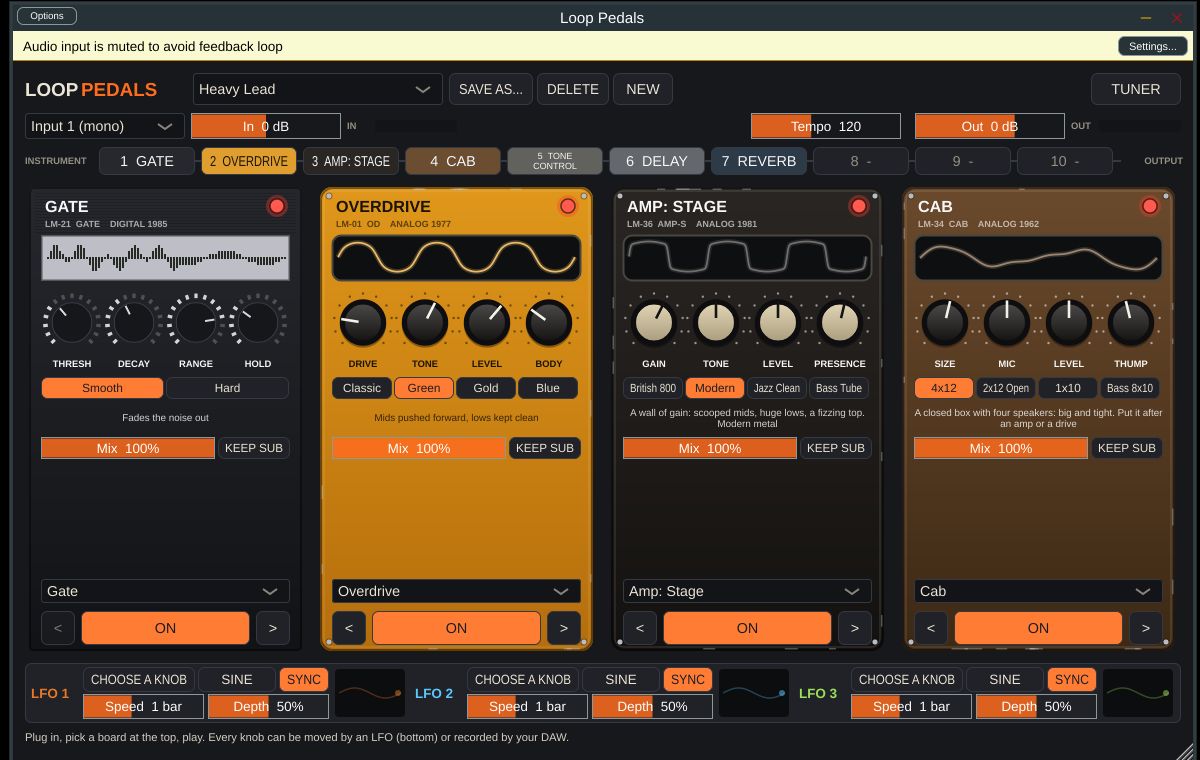 Options
Loop Pedals
Audio input is muted to avoid feedback loop
Settings...
LOOP PEDALS
Heavy Lead
SAVE AS...
DELETE
NEW
TUNER
Input 1 (mono)
In 0 dB
IN
Tempo 120
Out 0 dB
OUT
INSTRUMENT
1 GATE
2 OVERDRIVE
3 AMP: STAGE
4 CAB
5 TONE
CONTROL
6 DELAY
7 REVERB
8 -
9 -
10 -
OUTPUT
GATE
LM-21 GATE DIGITAL 1985
THRESH DECAY RANGE HOLD
Smooth Hard
Fades the noise out
Mix 100% KEEP SUB
Gate
< ON >
OVERDRIVE
LM-01 OD ANALOG 1977
DRIVE TONE LEVEL BODY
Classic Green Gold Blue
Mids pushed forward, lows kept clean
Mix 100% KEEP SUB
Overdrive
< ON >
AMP: STAGE
LM-36 AMP-S ANALOG 1981
GAIN TONE LEVEL PRESENCE
British 800 Modern Jazz Clean Bass Tube
A wall of gain: scooped mids, huge lows, a fizzing top.
Modern metal
Mix 100% KEEP SUB
Amp: Stage
< ON >
CAB
LM-34 CAB ANALOG 1962
SIZE MIC LEVEL THUMP
4x12 2x12 Open 1x10 Bass 8x10
A closed box with four speakers: big and tight. Put it after
an amp or a drive
Mix 100% KEEP SUB
Cab
< ON >
LFO 1
CHOOSE A KNOB SINE SYNC
Speed 1 bar Depth 50%
LFO 2
CHOOSE A KNOB SINE SYNC
Speed 1 bar Depth 50%
LFO 3
CHOOSE A KNOB SINE SYNC
Speed 1 bar Depth 50%
Plug in, pick a board at the top, play. Every knob can be moved by an LFO (bottom) or recorded by your DAW.